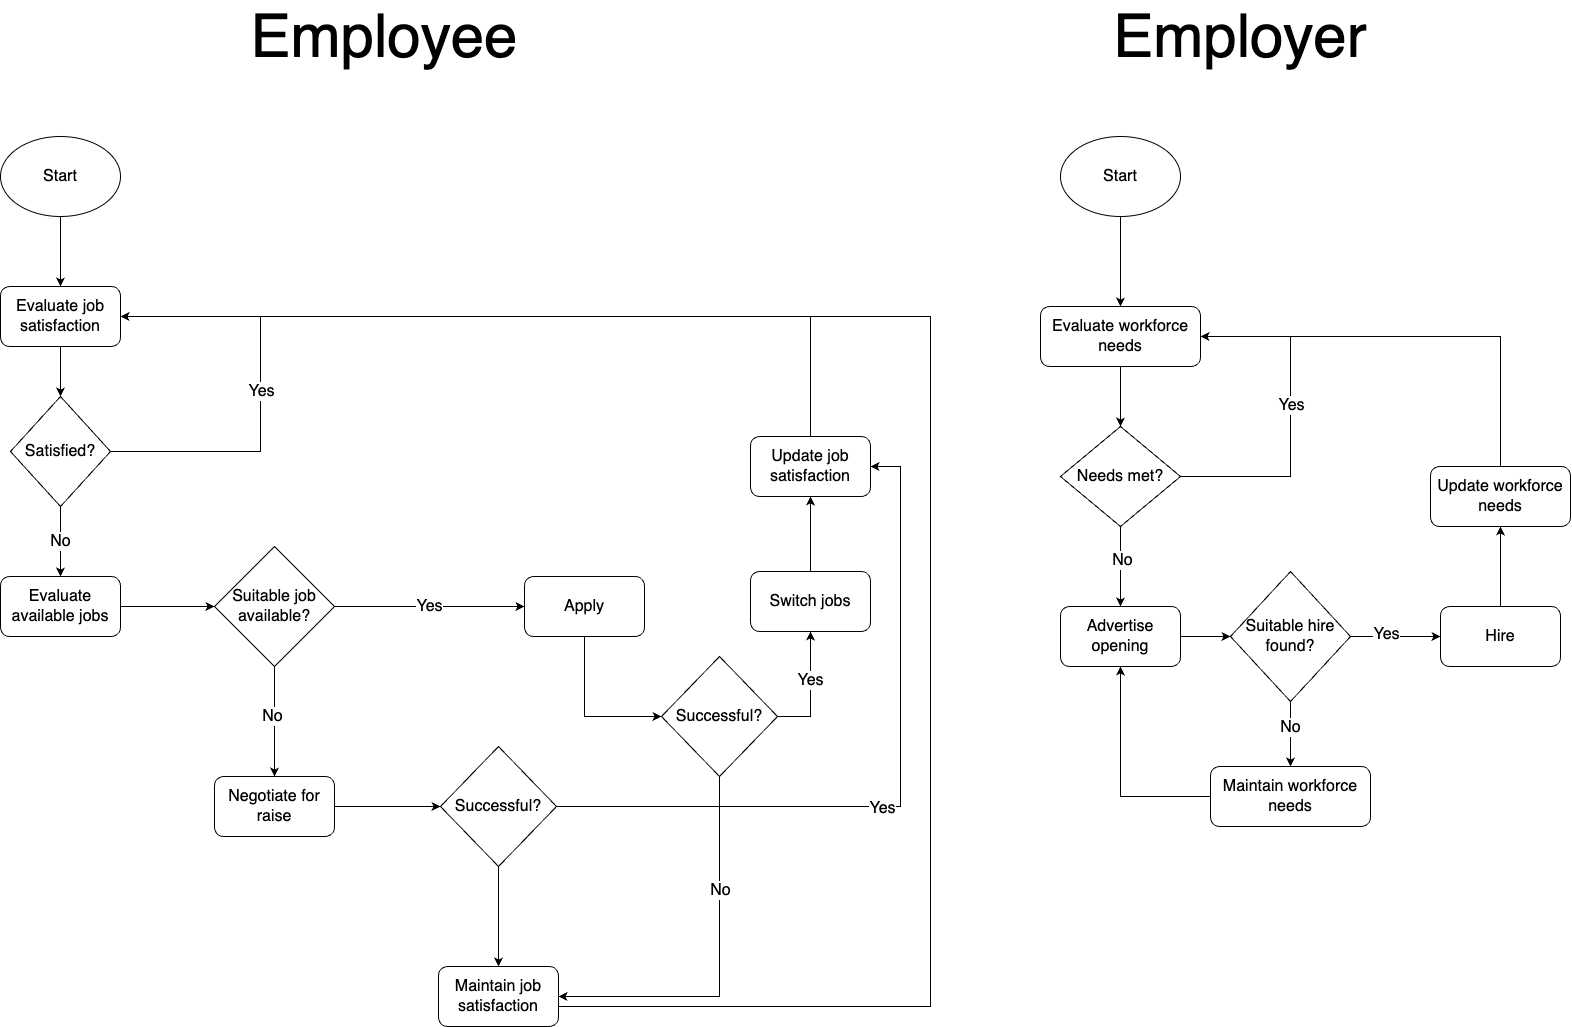 Employee
Start
Evaluate job
satisfaction
Yes
Satisfied?
No
Evaluate
available jobs
Suitable job
available?
Yes
Apply
Update job
satisfaction
Switch jobs
Yes
Successful?
No
Negotiate for
raise
Successful?
Yes
No
Maintain job
satisfaction
Employer
Start
Evaluate workforce
needs
Yes
Needs met?
Update workforce
needs
No
Advertise
opening
Suitable hire
found?
Yes
Hire
No
Maintain workforce
needs